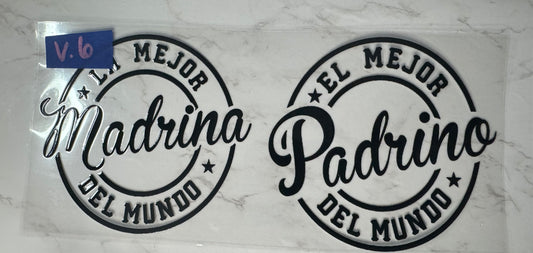 V.6
LA MEJOR
Madrina
DEL MUNDO
EL MEJOR
Padrino
DEL MUNDO